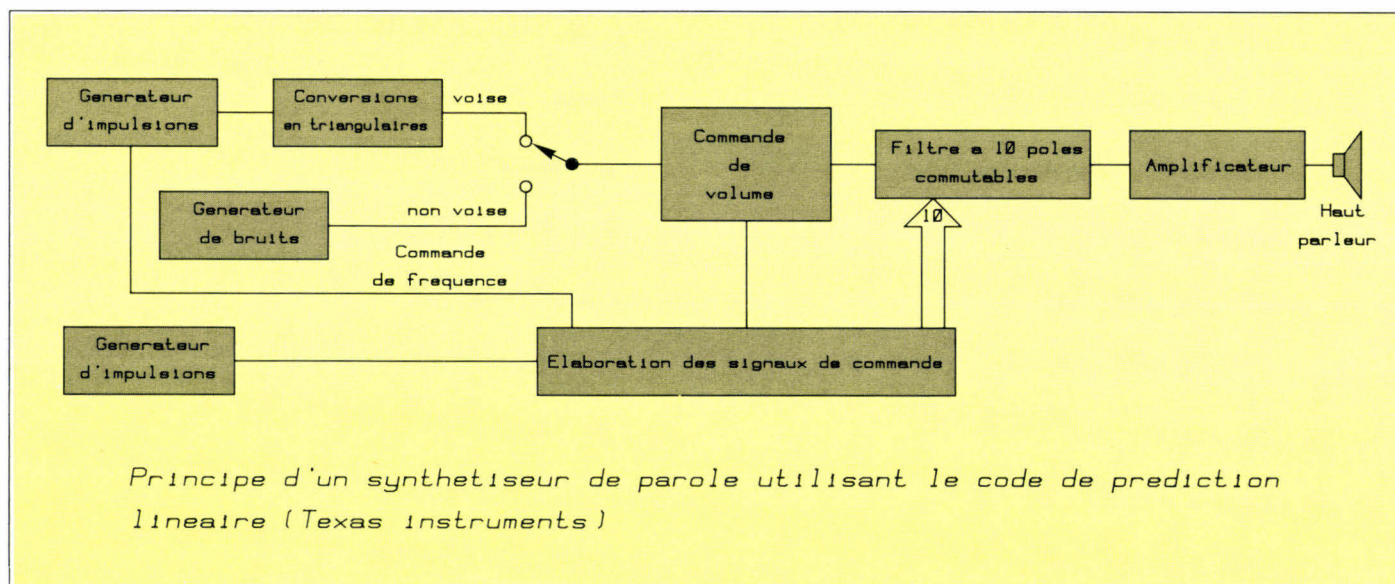 Generateur
d'impulsions
Conversions
en triangulaires
voise
Generateur
de bruits
non voise
Commande
de frequence
Commande
de
volume
Filtre a 10 poles
commutables
10
Amplificateur
Haut
parleur
Generateur
d'impulsions
Elaboration des signaux de commande
Principe d'un synthetiseur de parole utilisant le code de prediction
lineaire (Texas instruments)